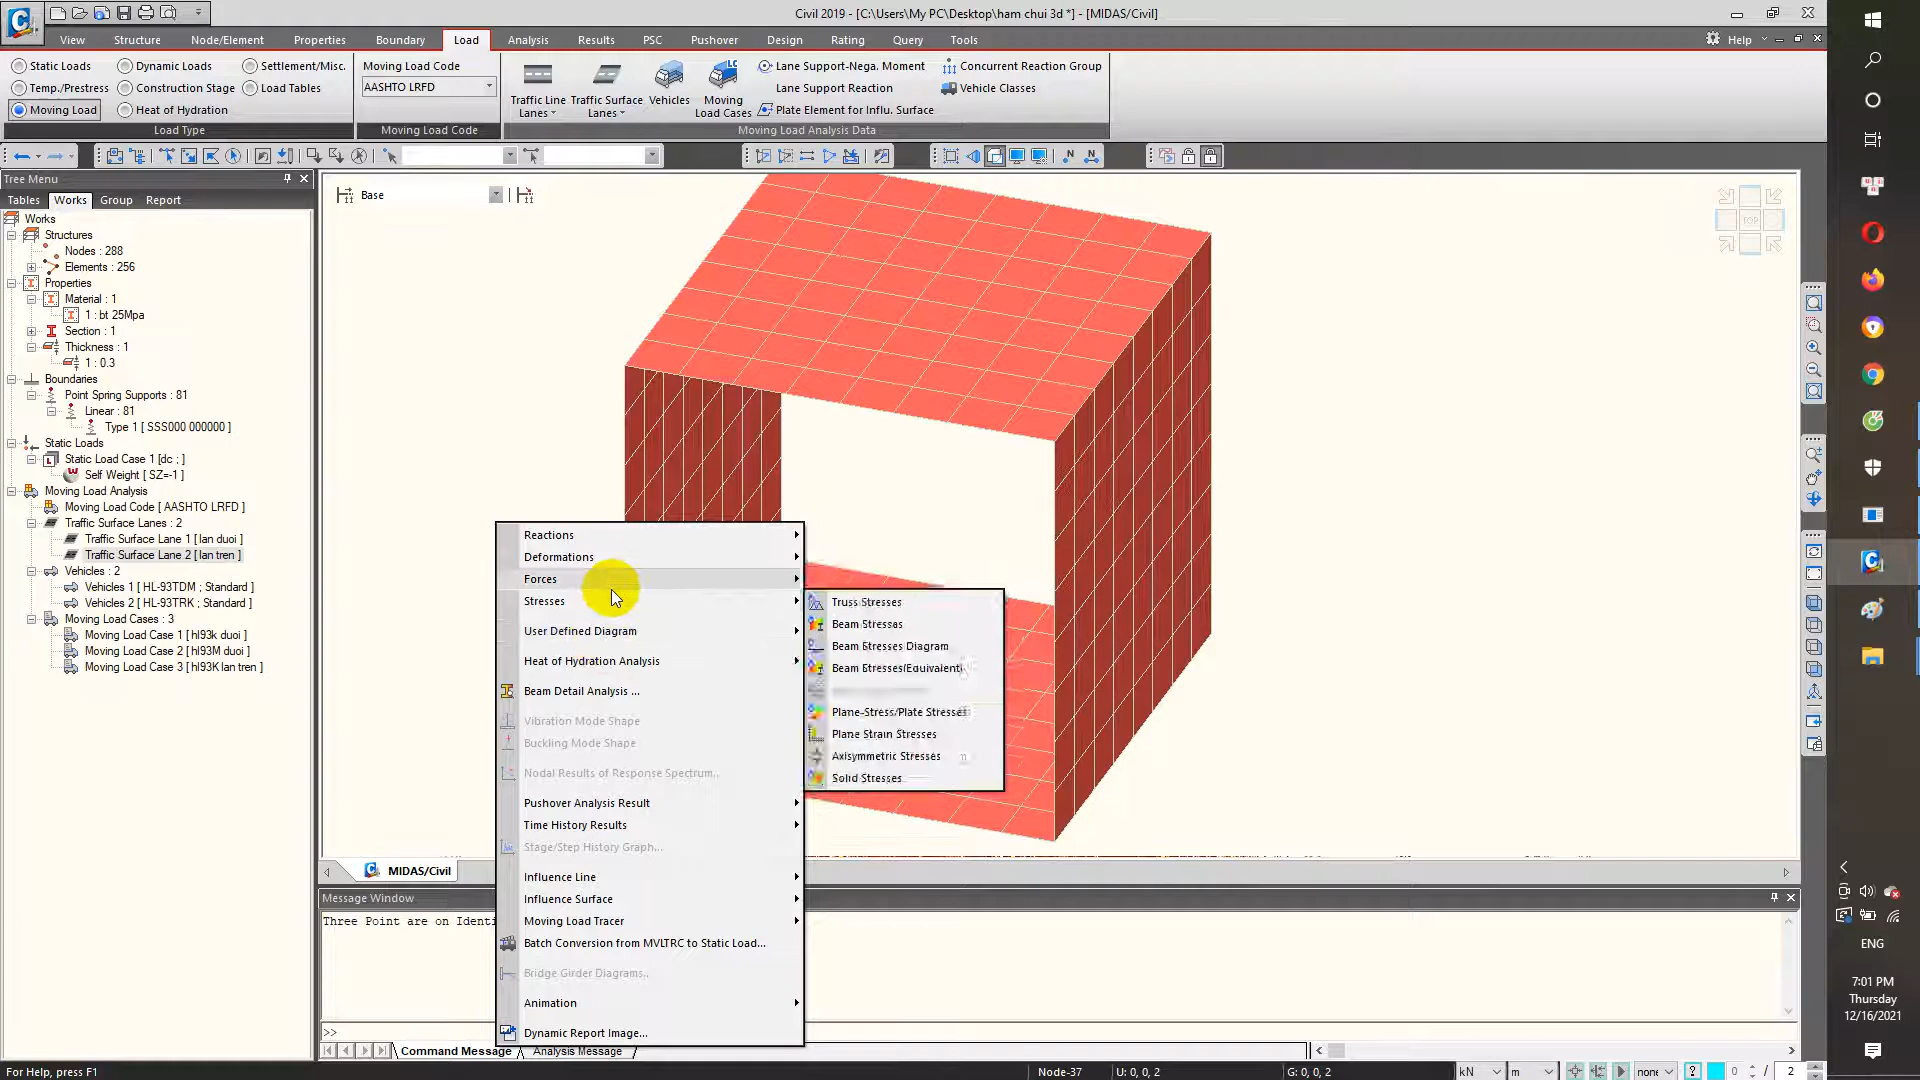 Civil 2019 - [C:\Users\My PC\Desktop\ham chui 3d *] - [MIDAS/Civil]
View Structure Node/Element Properties Boundary Load Analysis Results PSC Pushover Design Rating Query Tools Help
Static Loads Dynamic Loads Settlement/Misc.
Temp./Prestress Construction Stage Load Tables
Moving Load Heat of Hydration
Load Type
Moving Load Code
AASHTO LRFD
Moving Load Code
Traffic Line Lanes
Traffic Surface Lanes
Vehicles
Moving Load Cases
Lane Support-Nega. Moment
Lane Support Reaction
Plate Element for Influ. Surface
Concurrent Reaction Group
Vehicle Classes
Moving Load Analysis Data
Tree Menu
Tables Works Group Report
Base
TOP
Works
Structures
Nodes : 288
Elements : 256
Properties
Material : 1
1 : bt 25Mpa
Section : 1
Thickness : 1
1 : 0.3
Boundaries
Point Spring Supports : 81
Linear : 81
Type 1 [ SSS000 000000 ]
Static Loads
Static Load Case 1 [dc ; ]
Self Weight [ SZ=-1 ]
Moving Load Analysis
Moving Load Code [ AASHTO LRFD ]
Traffic Surface Lanes : 2
Traffic Surface Lane 1 [ lan duoi ]
Traffic Surface Lane 2 [ lan tren ]
Vehicles : 2
Vehicles 1 [ HL-93TDM ; Standard ]
Vehicles 2 [ HL-93TRK ; Standard ]
Moving Load Cases : 3
Moving Load Case 1 [ hl93k duoi ]
Moving Load Case 2 [ hl93M duoi ]
Moving Load Case 3 [ hl93K lan tren ]
Reactions
Deformations
Forces
Stresses
User Defined Diagram
Heat of Hydration Analysis
Beam Detail Analysis ...
Vibration Mode Shape
Buckling Mode Shape
Nodal Results of Response Spectrum..
Pushover Analysis Result
Time History Results
Stage/Step History Graph...
Influence Line
Influence Surface
Moving Load Tracer
Batch Conversion from MVLTRC to Static Load...
Bridge Girder Diagrams..
Animation
Dynamic Report Image...
Truss Stresses
Beam Stresses
Beam Stresses Diagram
Beam Stresses(Equivalent)
Plane-Stress/Plate Stresses
Plane Strain Stresses
Axisymmetric Stresses
Solid Stresses
MIDAS/Civil
Message Window
Three Point are on Identi
>>
Command Message Analysis Message
For Help, press F1
Node-37
U: 0, 0, 2
G: 0, 0, 2
kN
m
none
0 / 2
ENG
7:01 PM
Thursday
12/16/2021